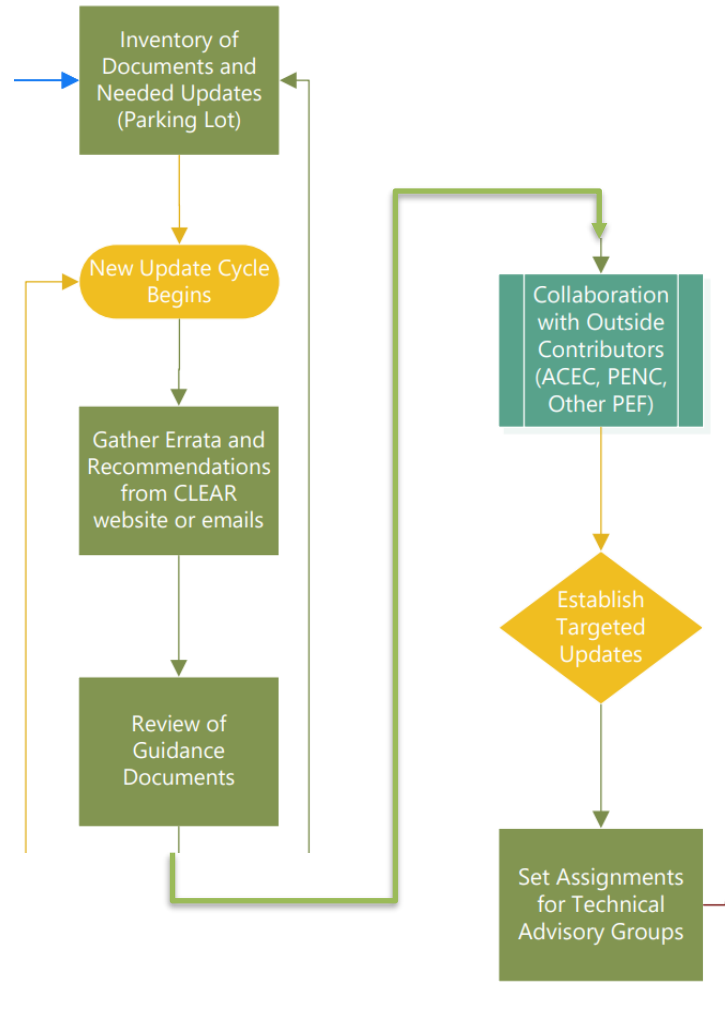 Inventory of
Documents and
Needed Updates
(Parking Lot)
New Update Cycle
Begins
Gather Errata and
Recommendations
from CLEAR
website or emails
Review of
Guidance
Documents
Collaboration
with Outside
Contributors
(ACEC, PENC,
Other PEF)
Establish
Targeted
Updates
Set Assignments
for Technical
Advisory Groups